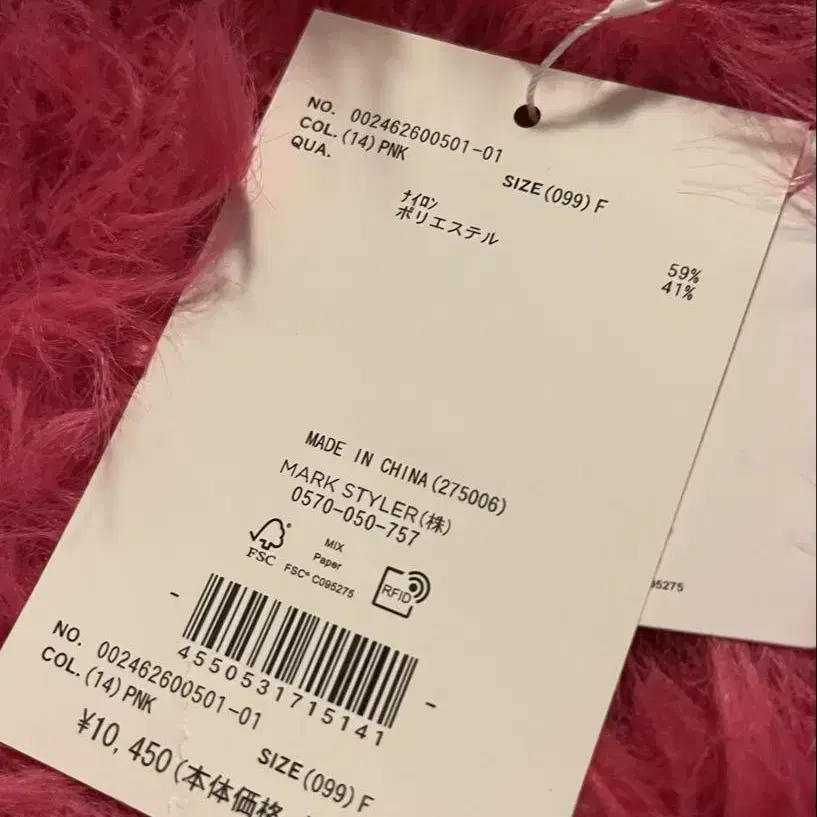 NO. 002462600501-01
COL.(14)PNK
SIZE(099)F
QUA.
ﾅｲﾛﾝ 59%
ポリエステル 41%
MADE IN CHINA(275006)
MARK STYLER(株)
0570-050-757
FSC
MIX
Paper
FSC® C095275
RFID
4550531715141
NO. 002462600501-01
COL.(14)PNK
SIZE(099)F
¥10,450(本体価格
95275